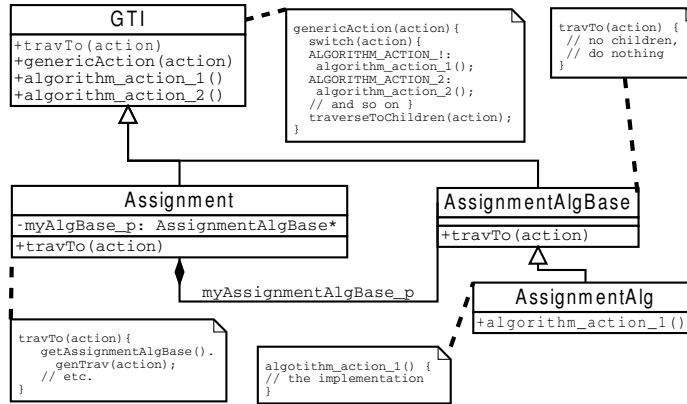 GTI
+travTo(action)
+genericAction(action)
+algorithm_action_1()
+algorithm_action_2()
genericAction(action){
switch(action){
ALGORITHM_ACTION_!:
algorithm_action_1();
ALGORITHM_ACTION_2:
algorithm_action_2();
// and so on }
traverseToChildren(action);
}
travTo(action) {
// no children,
// do nothing
}
Assignment
-myAlgBase_p: AssignmentAlgBase*
+travTo(action)
AssignmentAlgBase
+travTo(action)
myAssignmentAlgBase_p
AssignmentAlg
+algorithm_action_1()
travTo(action){
getAssignmentAlgBase().
genTrav(action);
// etc.
}
algotithm_action_1() {
// the implementation
}